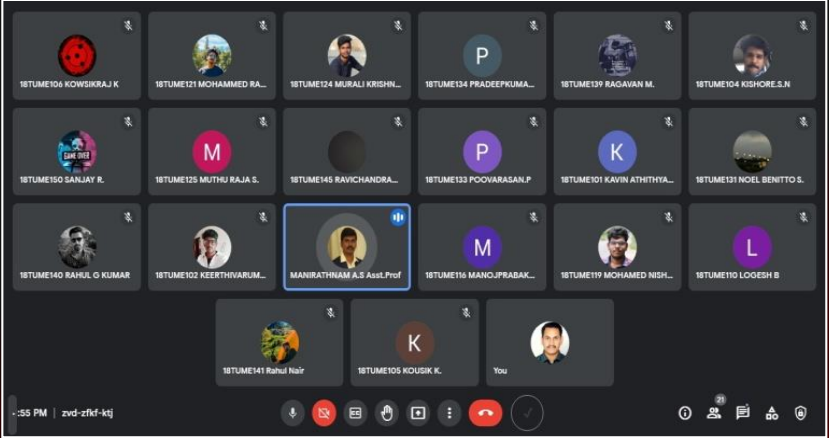 P
18TUME106 KOWSIKRAJ K
18TUME121 MOHAMMED RA...
18TUME124 MURALI KRISHN...
18TUME134 PRADEEPKUMA...
18TUME139 RAGAVAN M.
18TUME104 KISHORE.S.N
GAME OVER
M
P
K
18TUME150 SANJAY R.
18TUME125 MUTHU RAJA S.
18TUME145 RAVICHANDRA...
18TUME133 POOVARASAN.P
18TUME101 KAVIN ATHITHYA...
18TUME131 NOEL BENITTO S.
M
L
18TUME140 RAHUL G KUMAR
18TUME102 KEERTHIVARUM...
MANIRATHNAM A.S Asst.Prof
18TUME116 MANOJPRABAK...
18TUME119 MOHAMED NISH...
18TUME110 LOGESH B
K
18TUME141 Rahul Nair
18TUME105 KOUSIK K.
You
:55 PM | zvd-zfkf-ktj
CC
21